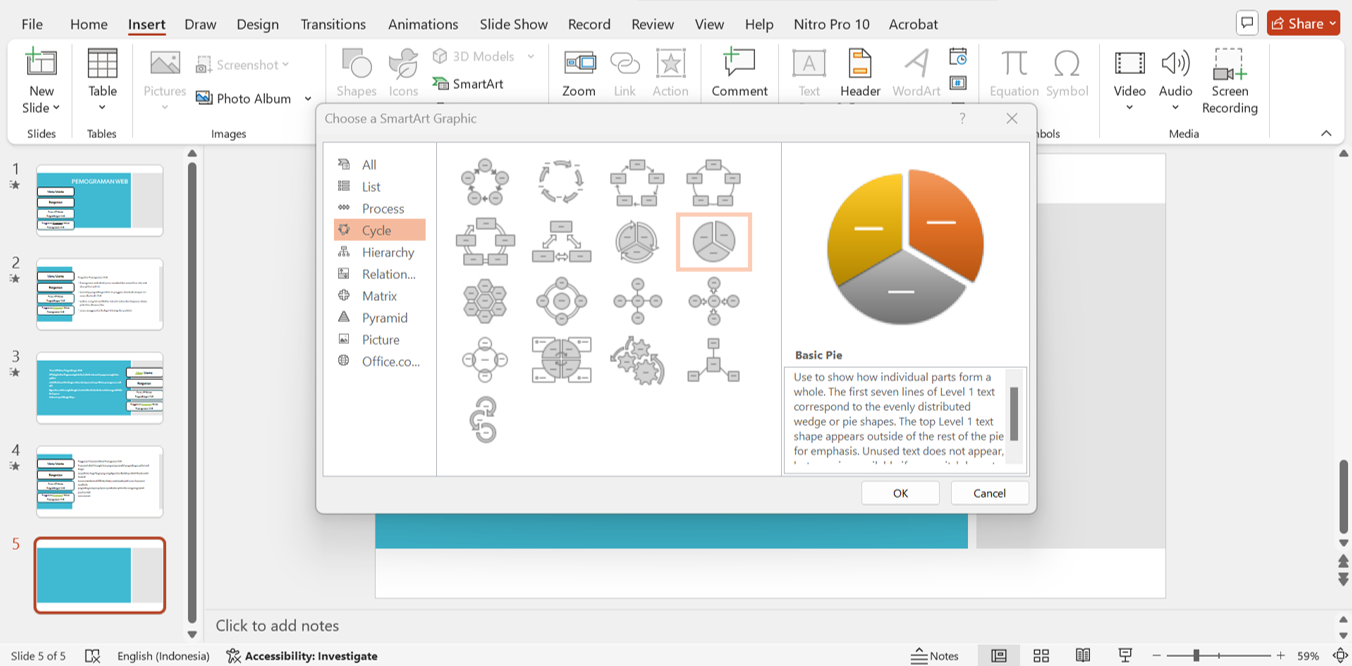 File Home Insert Draw Design Transitions Animations Slide Show Record Review View Help Nitro Pro 10 Acrobat Share
New Slide
Slides
Table
Tables
Pictures
Screenshot
Photo Album
Images
Shapes
Icons
3D Models
SmartArt
Zoom
Link
Action
Comment
Text
Header
WordArt
Equation
Symbol
Video
Audio
Screen
Recording
Media
Choose a SmartArt Graphic
?
All
List
Process
Cycle
Hierarchy
Relation...
Matrix
Pyramid
Picture
Office.co...
Basic Pie
Use to show how individual parts form a
whole. The first seven lines of Level 1 text
correspond to the evenly distributed
wedge or pie shapes. The top Level 1 text
shape appears outside of the rest of the pie
for emphasis. Unused text does not appear,
OK
Cancel
1
PEMOGRAMAN WEB
2
3
4
5
Click to add notes
Slide 5 of 5 English (Indonesia) Accessibility: Investigate Notes 59%